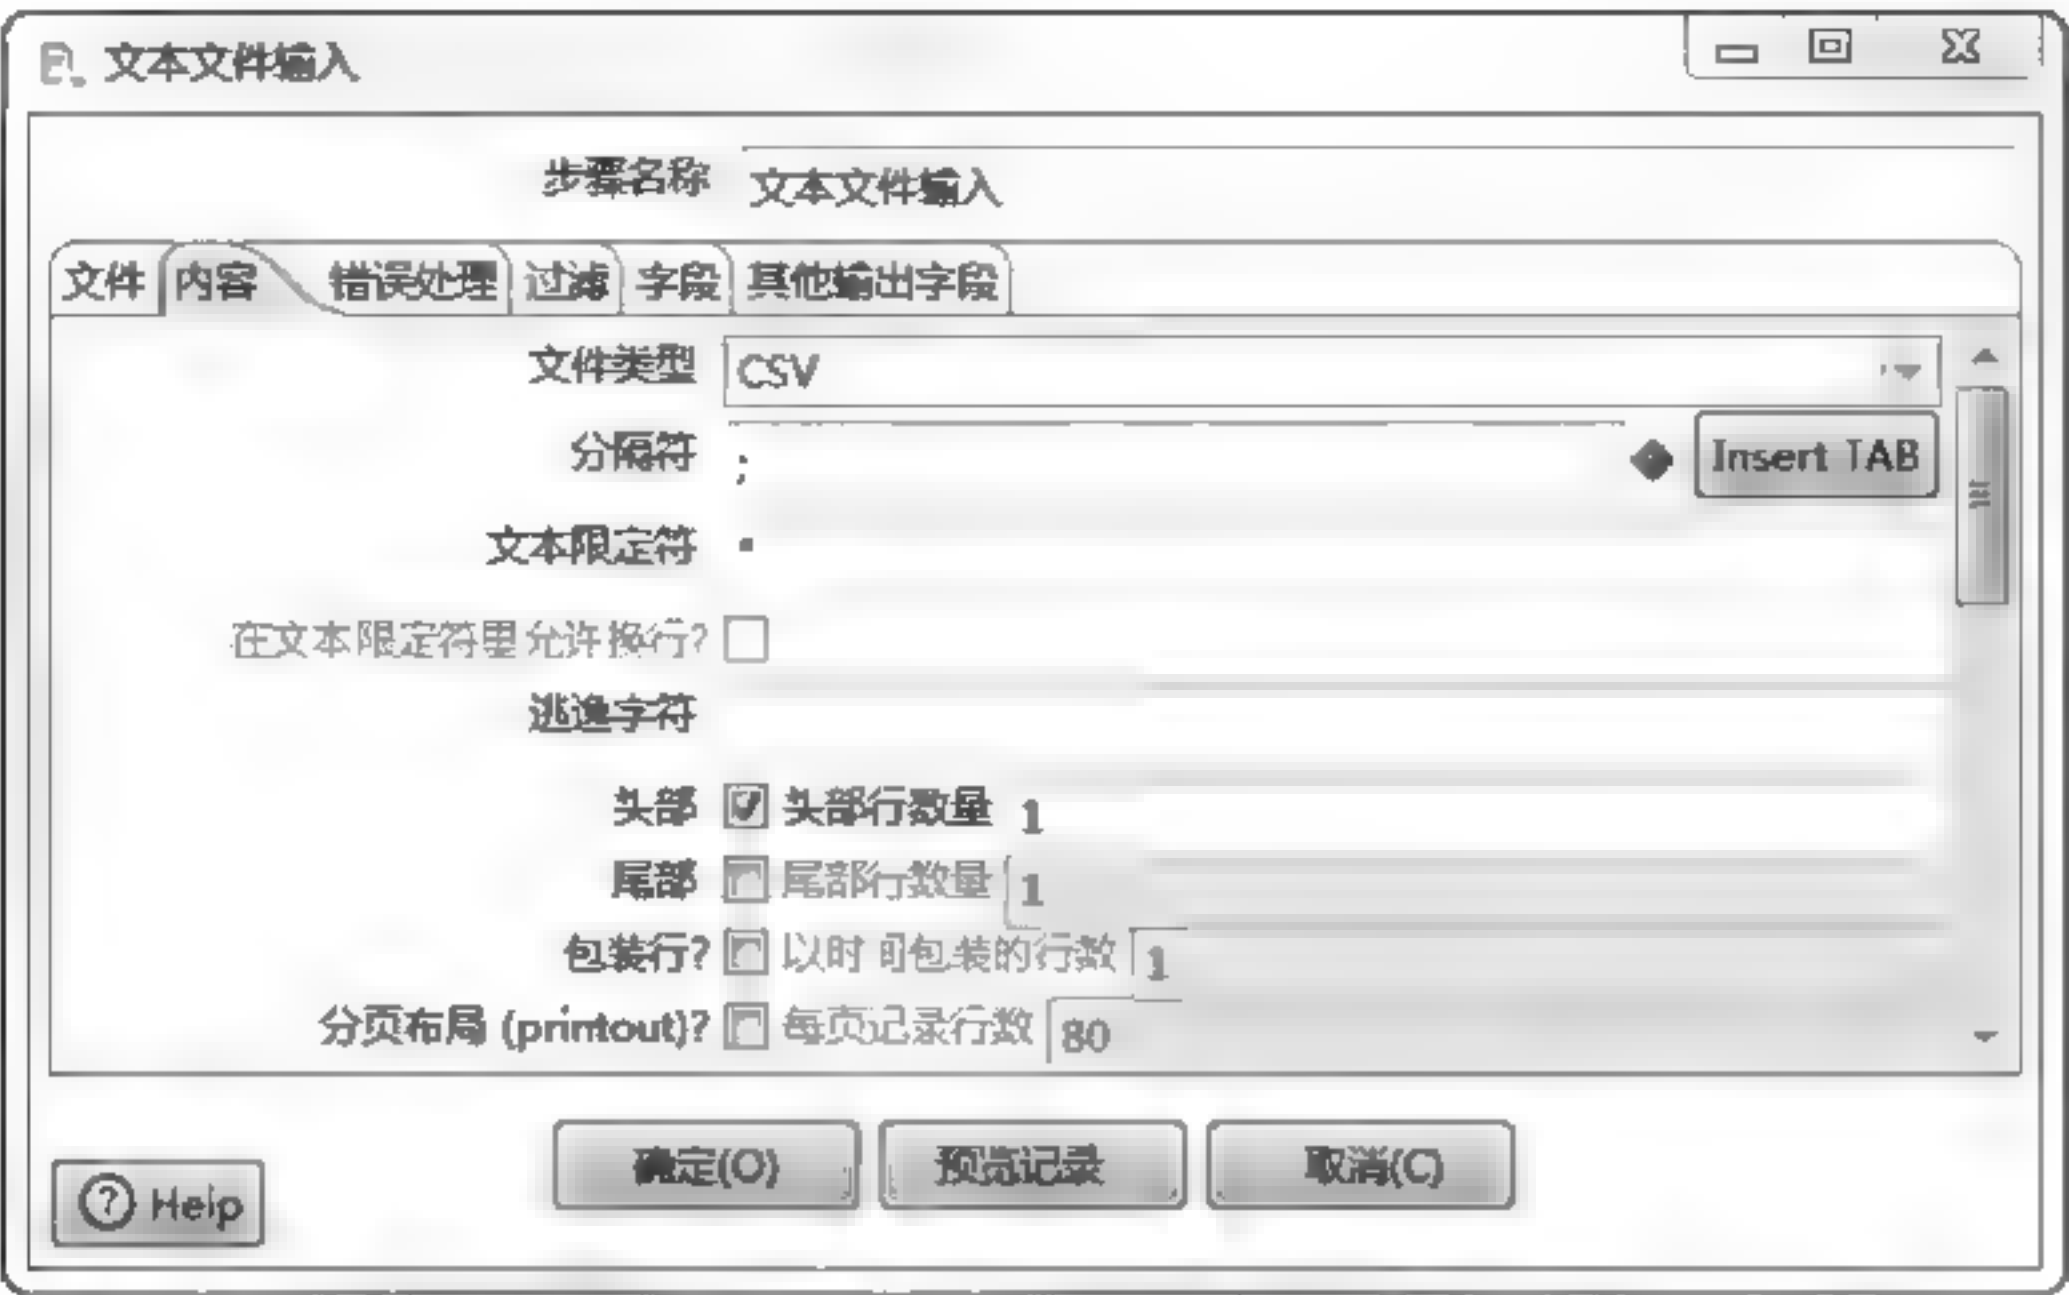 文本文件输入
步骤名称 文本文件输入
文件 内容 错误处理 过滤 字段 其他输出字段
文件类型 CSV
分隔符 ; Insert TAB
文本限定符
在文本限定符里允许换行?
逃逸字符
头部 头部行数量 1
尾部 尾部行数量 1
包装行? 以时间包装的行数 1
分页布局 (printout)? 每页记录行数 80
确定(O) 预览记录 取消(C)
Help